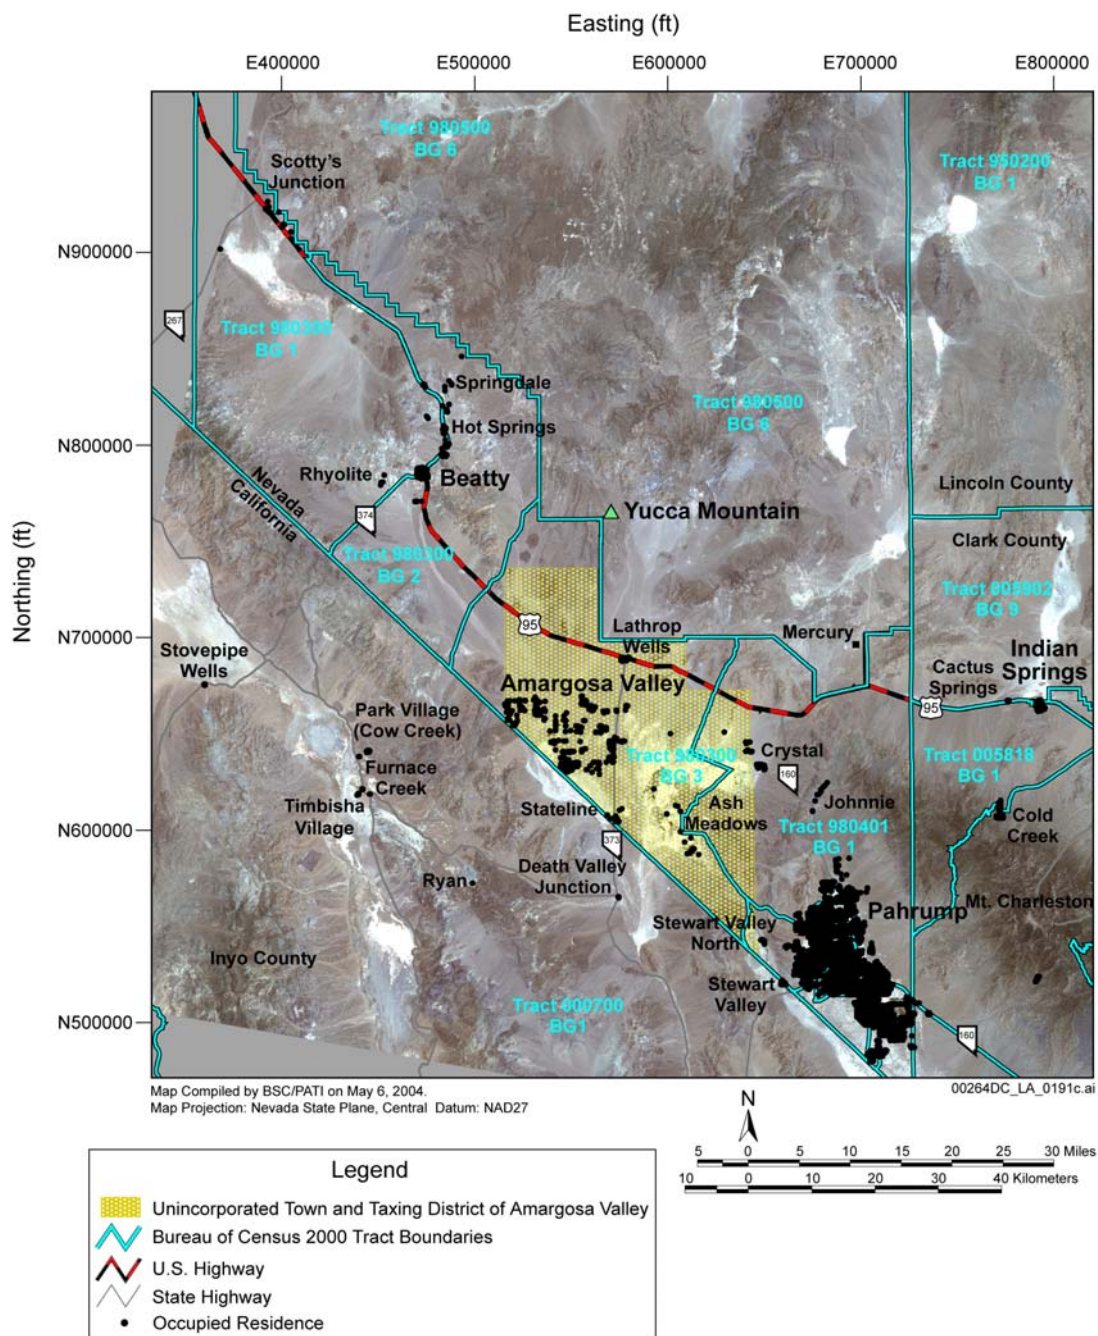 Easting (ft)
E400000
E500000
E600000
E700000
E800000
Northing (ft)
N900000
N800000
N700000
N600000
N500000
Tract 980500
BG 6
Scotty's
Junction
Tract 950200
BG 1
267
Tract 980300
BG 1
Springdale
Tract 980500
BG 6
Hot Springs
Rhyolite
Beatty
Nevada
California
374
Yucca Mountain
Lincoln County
Clark County
Tract 980300
BG 2
Tract 005902
BG 9
95
Lathrop
Wells
Mercury
Stovepipe
Wells
Indian
Springs
Cactus
Springs
95
Amargosa Valley
Park Village
(Cow Creek)
Furnace
Creek
Tract 980300
BG 3
Crystal
160
Tract 005818
BG 1
Timbisha
Village
Stateline
Ash
Meadows
Johnnie
Tract 980401
BG 1
Cold
Creek
373
Ryan
Death Valley
Junction
Pahrump
Mt. Charleston
Stewart Valley
North
Inyo County
Stewart
Valley
Tract 000700
BG1
160
Map Compiled by BSC/PATI on May 6, 2004.
Map Projection: Nevada State Plane, Central Datum: NAD27
00264DC_LA_0191c.ai
N
5 0 5 10 15 20 25 30 Miles
10 0 10 20 30 40 Kilometers
Legend
Unincorporated Town and Taxing District of Amargosa Valley
Bureau of Census 2000 Tract Boundaries
U.S. Highway
State Highway
Occupied Residence